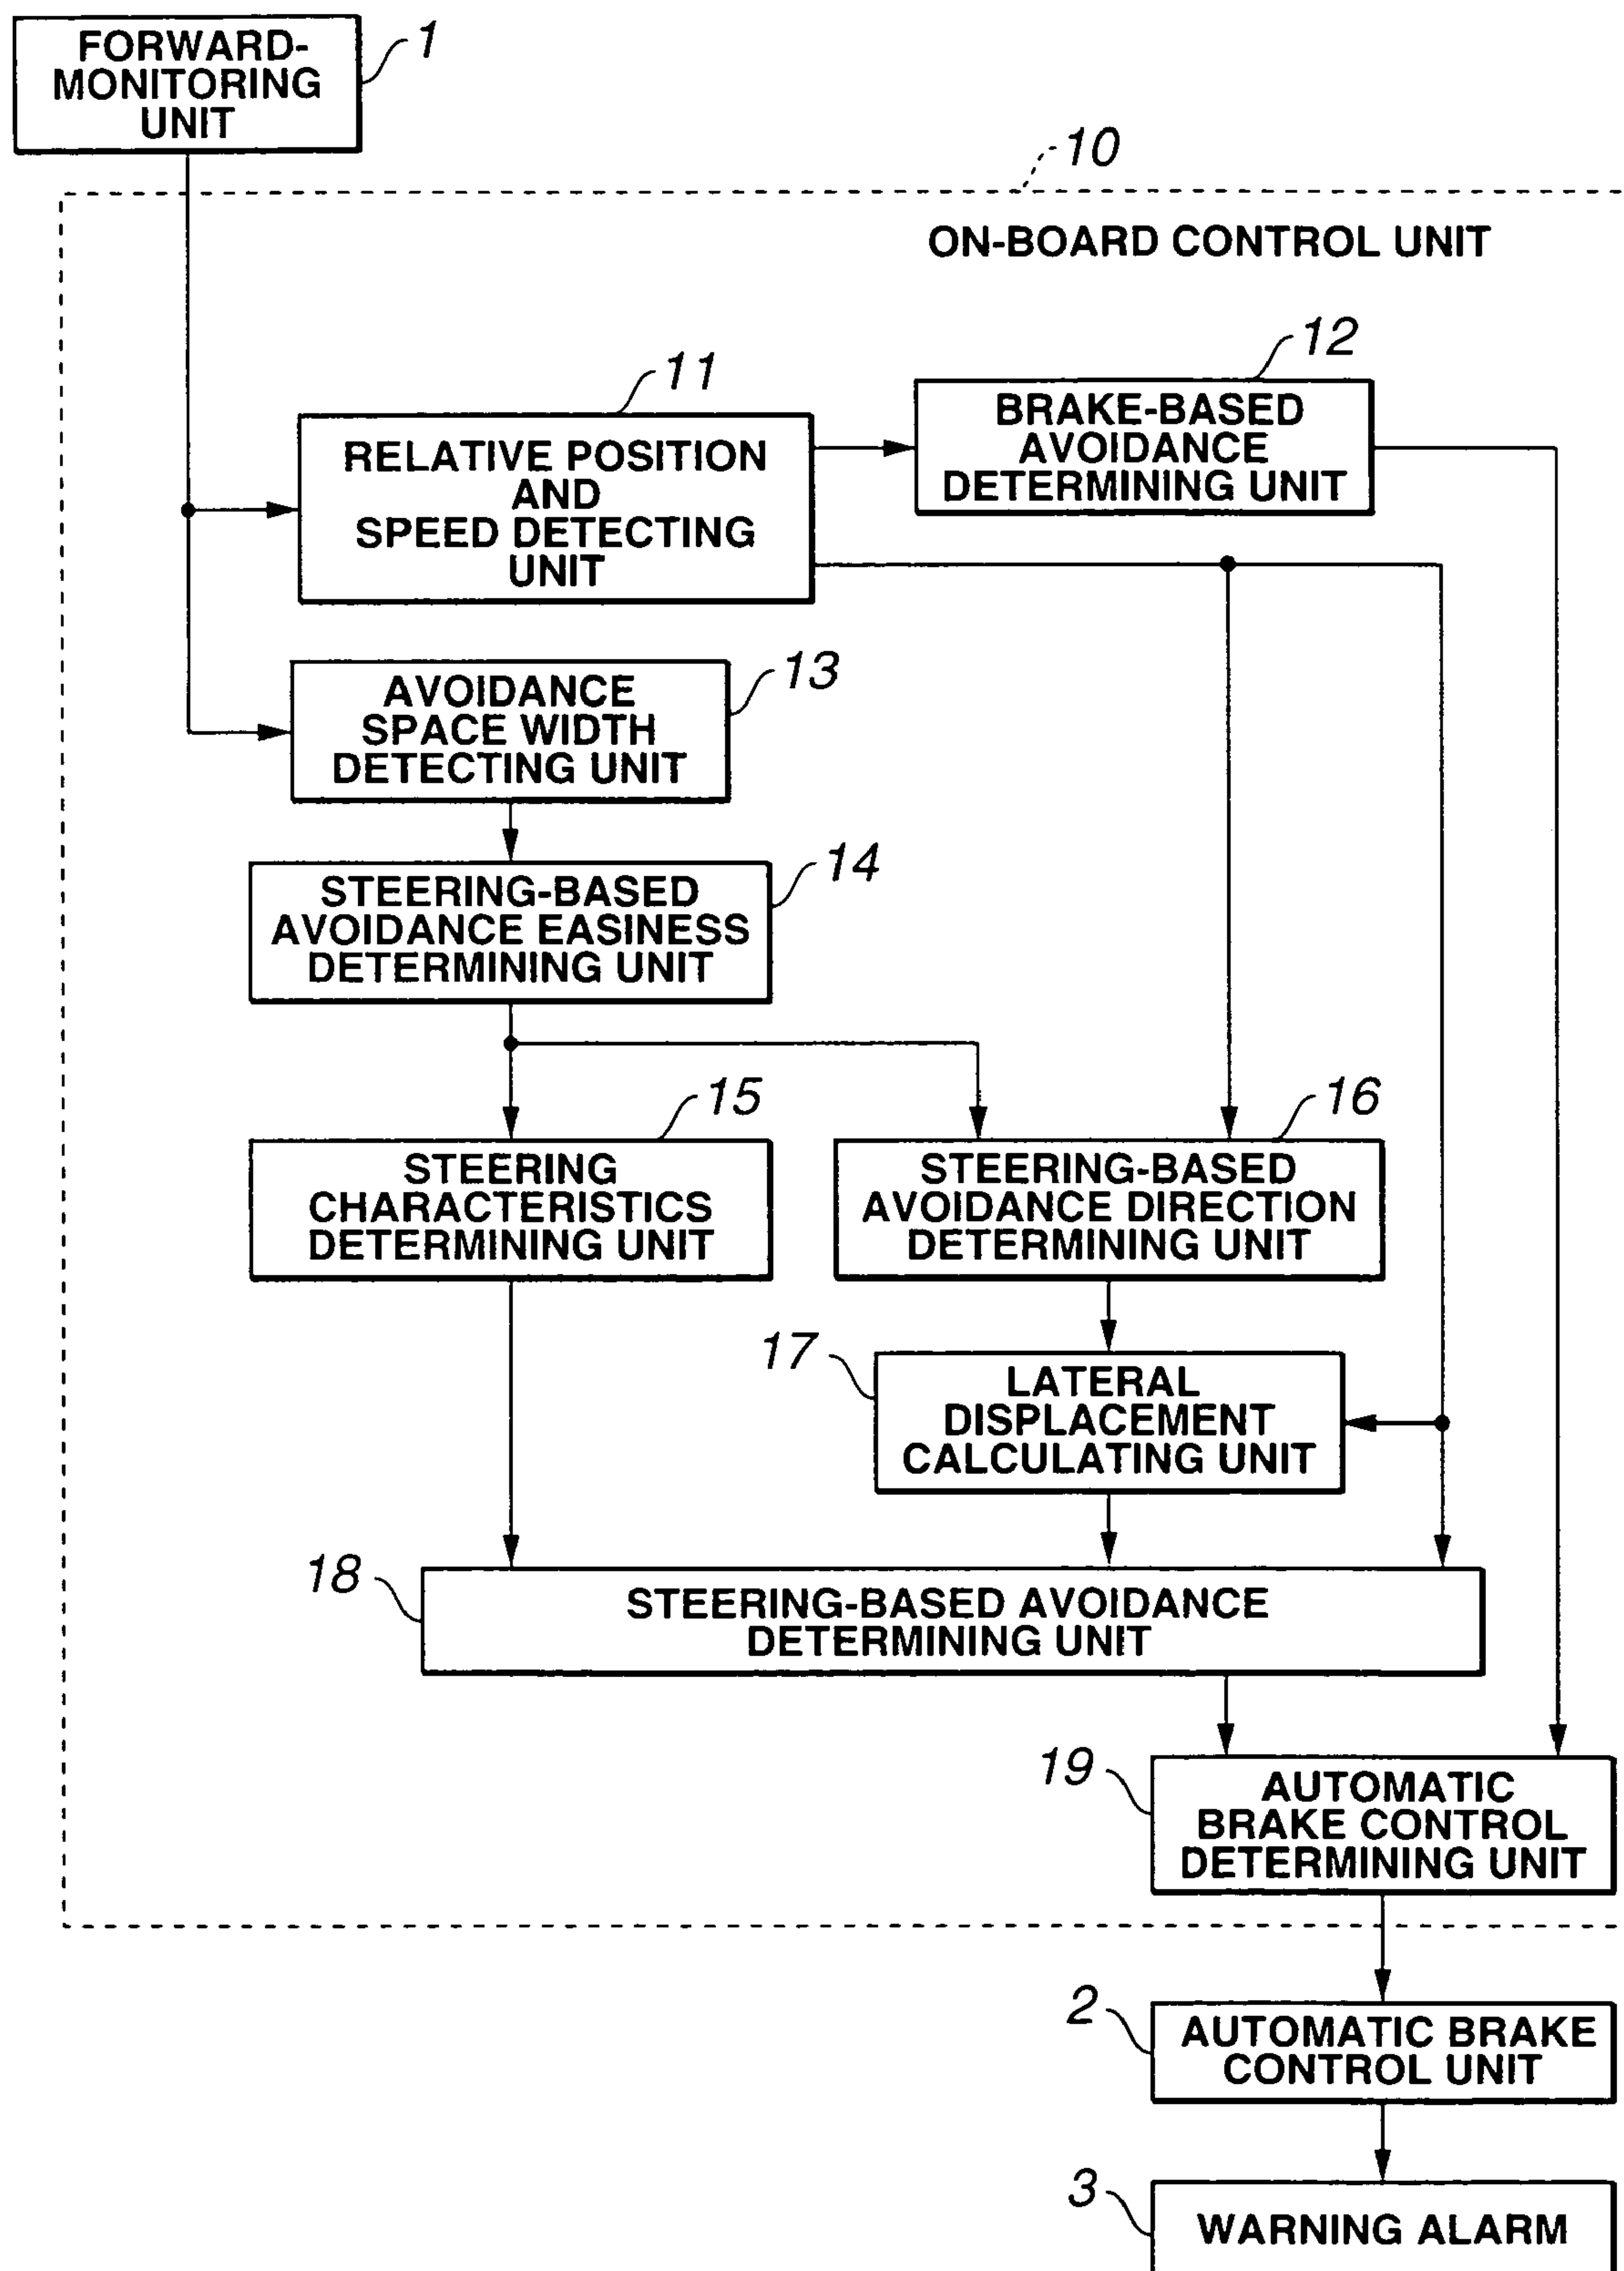 FORWARD-
MONITORING
UNIT
1
10
ON-BOARD CONTROL UNIT
11
RELATIVE POSITION
AND
SPEED DETECTING
UNIT
12
BRAKE-BASED
AVOIDANCE
DETERMINING UNIT
13
AVOIDANCE
SPACE WIDTH
DETECTING UNIT
14
STEERING-BASED
AVOIDANCE EASINESS
DETERMINING UNIT
15
STEERING
CHARACTERISTICS
DETERMINING UNIT
16
STEERING-BASED
AVOIDANCE DIRECTION
DETERMINING UNIT
17
LATERAL
DISPLACEMENT
CALCULATING UNIT
18
STEERING-BASED AVOIDANCE
DETERMINING UNIT
19
AUTOMATIC
BRAKE CONTROL
DETERMINING UNIT
2
AUTOMATIC BRAKE
CONTROL UNIT
3
WARNING ALARM